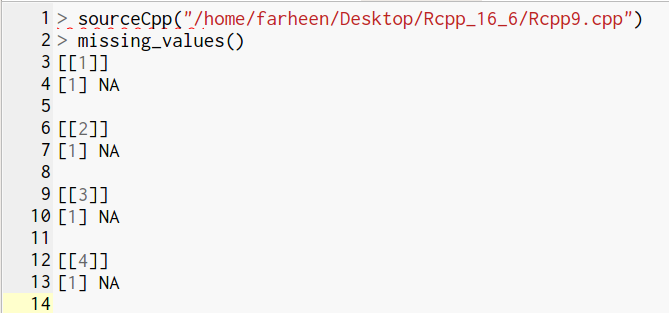 1 > sourceCpp("/home/farheen/Desktop/Rcpp_16_6/Rcpp9.cpp")
2 > missing_values()
3 [[1]]
4 [1] NA
5
6 [[2]]
7 [1] NA
8
9 [[3]]
10 [1] NA
11
12 [[4]]
13 [1] NA
14